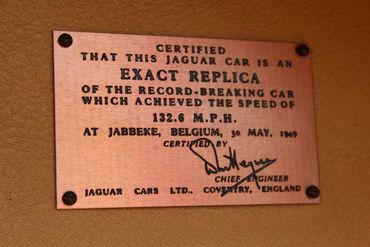 CERTIFIED
THAT THIS JAGUAR CAR IS AN
EXACT REPLICA
OF THE RECORD-BREAKING CAR
WHICH ACHIEVED THE SPEED OF
132.6 M.P.H.
AT JABBEKE, BELGIUM, 30 MAY, 1949
CERTIFIED BY
CHIEF ENGINEER
JAGUAR CARS LTD., COVENTRY, ENGLAND